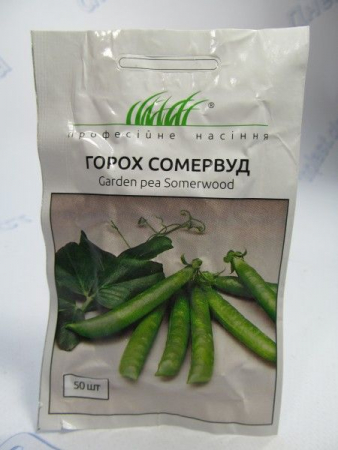 ®
професійне насіння
ГОРОХ СОМЕРВУД
Garden pea Somerwood
50 шт